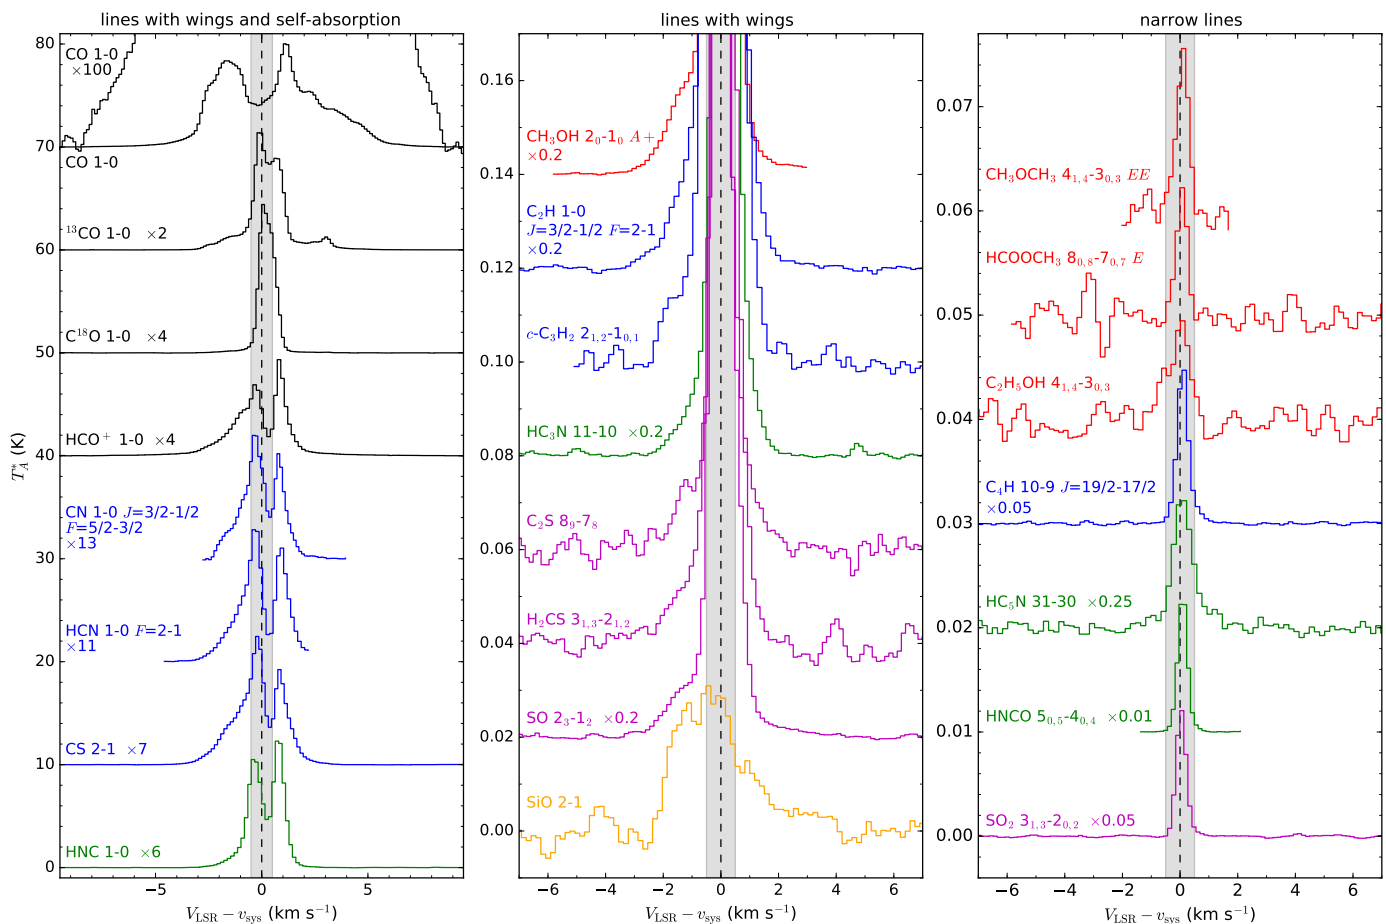 lines with wings and self-absorption
80
CO 1-0
×100
70
CO 1-0
¹³CO 1-0 ×2
60
C¹⁸O 1-0 ×4
50
HCO⁺ 1-0 ×4
40
CN 1-0 J=3/2-1/2
F=5/2-3/2
×13
30
HCN 1-0 F=2-1
×11
20
CS 2-1 ×7
10
HNC 1-0 ×6
0
T*A (K)
−5 0 5
VLSR − vsys (km s⁻¹)
lines with wings
0.16
CH₃OH 2₀-1₀ A+
×0.2
0.14
C₂H 1-0
J=3/2-1/2 F=2-1
×0.2
0.12
c-C₃H₂ 2₁,₂-1₀,₁
0.10
HC₃N 11-10 ×0.2
0.08
C₂S 8₉-7₈
0.06
H₂CS 3₁,₃-2₁,₂
0.04
SO 2₃-1₂ ×0.2
0.02
SiO 2-1
0.00
−6 −4 −2 0 2 4 6
VLSR − vsys (km s⁻¹)
narrow lines
0.07
CH₃OCH₃ 4₁,₄-3₀,₃ EE
0.06
HCOOCH₃ 8₀,₈-7₀,₇ E
0.05
C₂H₅OH 4₁,₄-3₀,₃
0.04
C₄H 10-9 J=19/2-17/2
×0.05
0.03
HC₅N 31-30 ×0.25
0.02
HNCO 5₀,₅-4₀,₄ ×0.01
0.01
SO₂ 3₁,₃-2₀,₂ ×0.05
0.00
−6 −4 −2 0 2 4 6
VLSR − vsys (km s⁻¹)